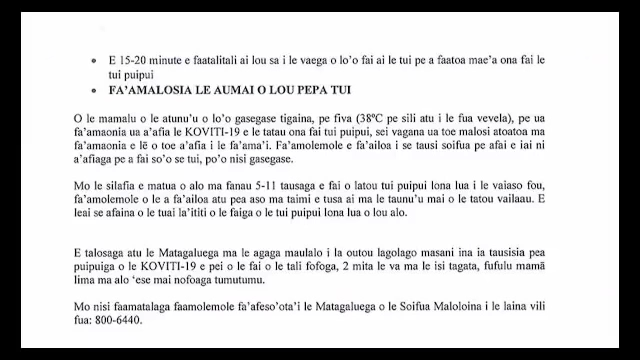 • E 15-20 minute e faatalitali ai lou sa i le vaega o lo'o fai ai le tui pe a faatoa mae'a ona fai le
tui puipui
• FA'AMALOSIA LE AUMAI O LOU PEPA TUI
O le mamalu o le atunu'u o lo'o gasegase tigaina, pe fiva (38°C pe sili atu i le fua vevela), pe ua
fa'amaonia ua a'afia le KOVITI-19 e le tatau ona fai tui puipui, sei vagana ua toe malosi atoatoa ma
fa'amaonia e lē o toe a'afia i le fa'ama'i. Fa'amolemole e fa'ailoa i se tausi soifua pe afai e iai ni
a'afiaga pe a fai so'o se tui, po'o nisi gasegase.
Mo le silafia e matua o alo ma fanau 5-11 tausaga e fai o latou tui puipui lona lua i le vaiaso fou,
fa'amolemole o le a fa'ailoa atu pea aso ma taimi e tusa ai ma le taunu'u mai o le tatou vailaau. E
leai se afaina o le tuai la'ititi o le faiga o le tui puipui lona lua o lou alo.
E talosaga atu le Matagaluega ma le agaga maulalo i la outou lagolago masani ina ia tausisia pea
puipuiga o le KOVITI-19 e pei o le fai o le tali fofoga, 2 mita le va ma le isi tagata, fufulu mamā
lima ma alo 'ese mai nofoaga tumutumu.
Mo nisi faamatalaga faamolemole fa'afeso'ota'i le Matagaluega o le Soifua Maloloina i le laina vili
fua: 800-6440.